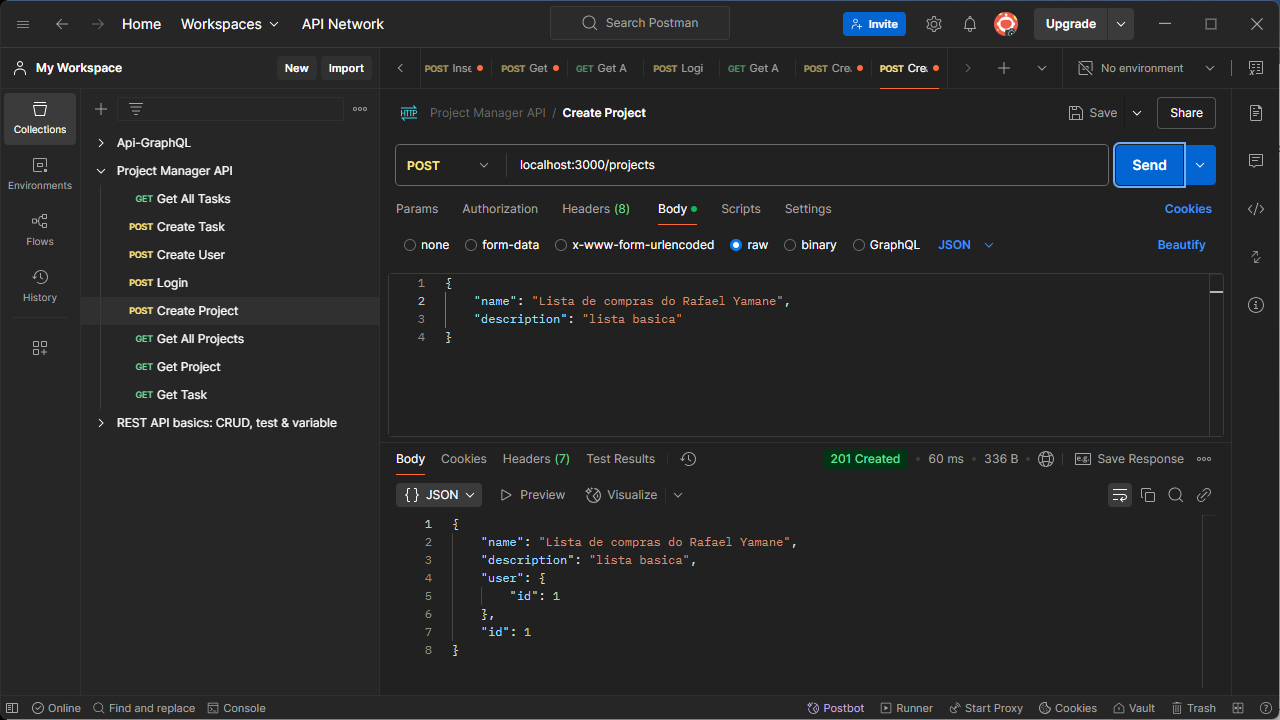 Home Workspaces API Network Search Postman Invite Upgrade
My Workspace New Import
POST Inse POST Get GET Get A POST Logi GET Get A POST Cre POST Crea No environment
Collections
Environments
Flows
History
Api-GraphQL
Project Manager API
GET Get All Tasks
POST Create Task
POST Create User
POST Login
POST Create Project
GET Get All Projects
GET Get Project
GET Get Task
REST API basics: CRUD, test & variable
HTTP Project Manager API / Create Project Save Share
POST localhost:3000/projects Send
Params Authorization Headers (8) Body Scripts Settings Cookies
none form-data x-www-form-urlencoded raw binary GraphQL JSON Beautify
1 {
2 "name": "Lista de compras do Rafael Yamane",
3 "description": "lista basica"
4 }
Body Cookies Headers (7) Test Results 201 Created 60 ms 336 B e.g. Save Response
{} JSON Preview Visualize
1 {
2 "name": "Lista de compras do Rafael Yamane",
3 "description": "lista basica",
4 "user": {
5 "id": 1
6 },
7 "id": 1
8 }
Online Find and replace Console Postbot Runner Start Proxy Cookies Vault Trash